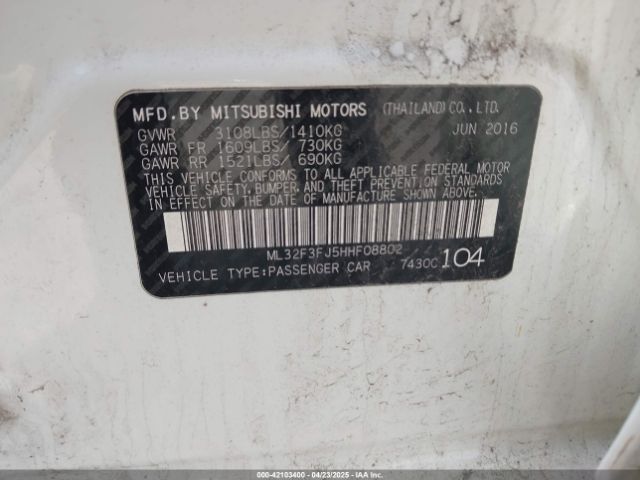 MFD.BY MITSUBISHI MOTORS (THAILAND) CO., LTD.
GVWR 3108LBS/1410KG JUN 2016
GAWR FR 1609LBS/ 730KG
GAWR RR 1521LBS/ 690KG
THIS VEHICLE CONFORMS TO ALL APPLICABLE FEDERAL MOTOR
VEHICLE SAFETY, BUMPER, AND THEFT PREVENTION STANDARDS
IN EFFECT ON THE DATE OF MANUFACTURE SHOWN ABOVE.
ML32F3FJ5HHF08802
VEHICLE TYPE:PASSENGER CAR 7430C 104
000-42103400 - 04/23/2025 - IAAI.COM